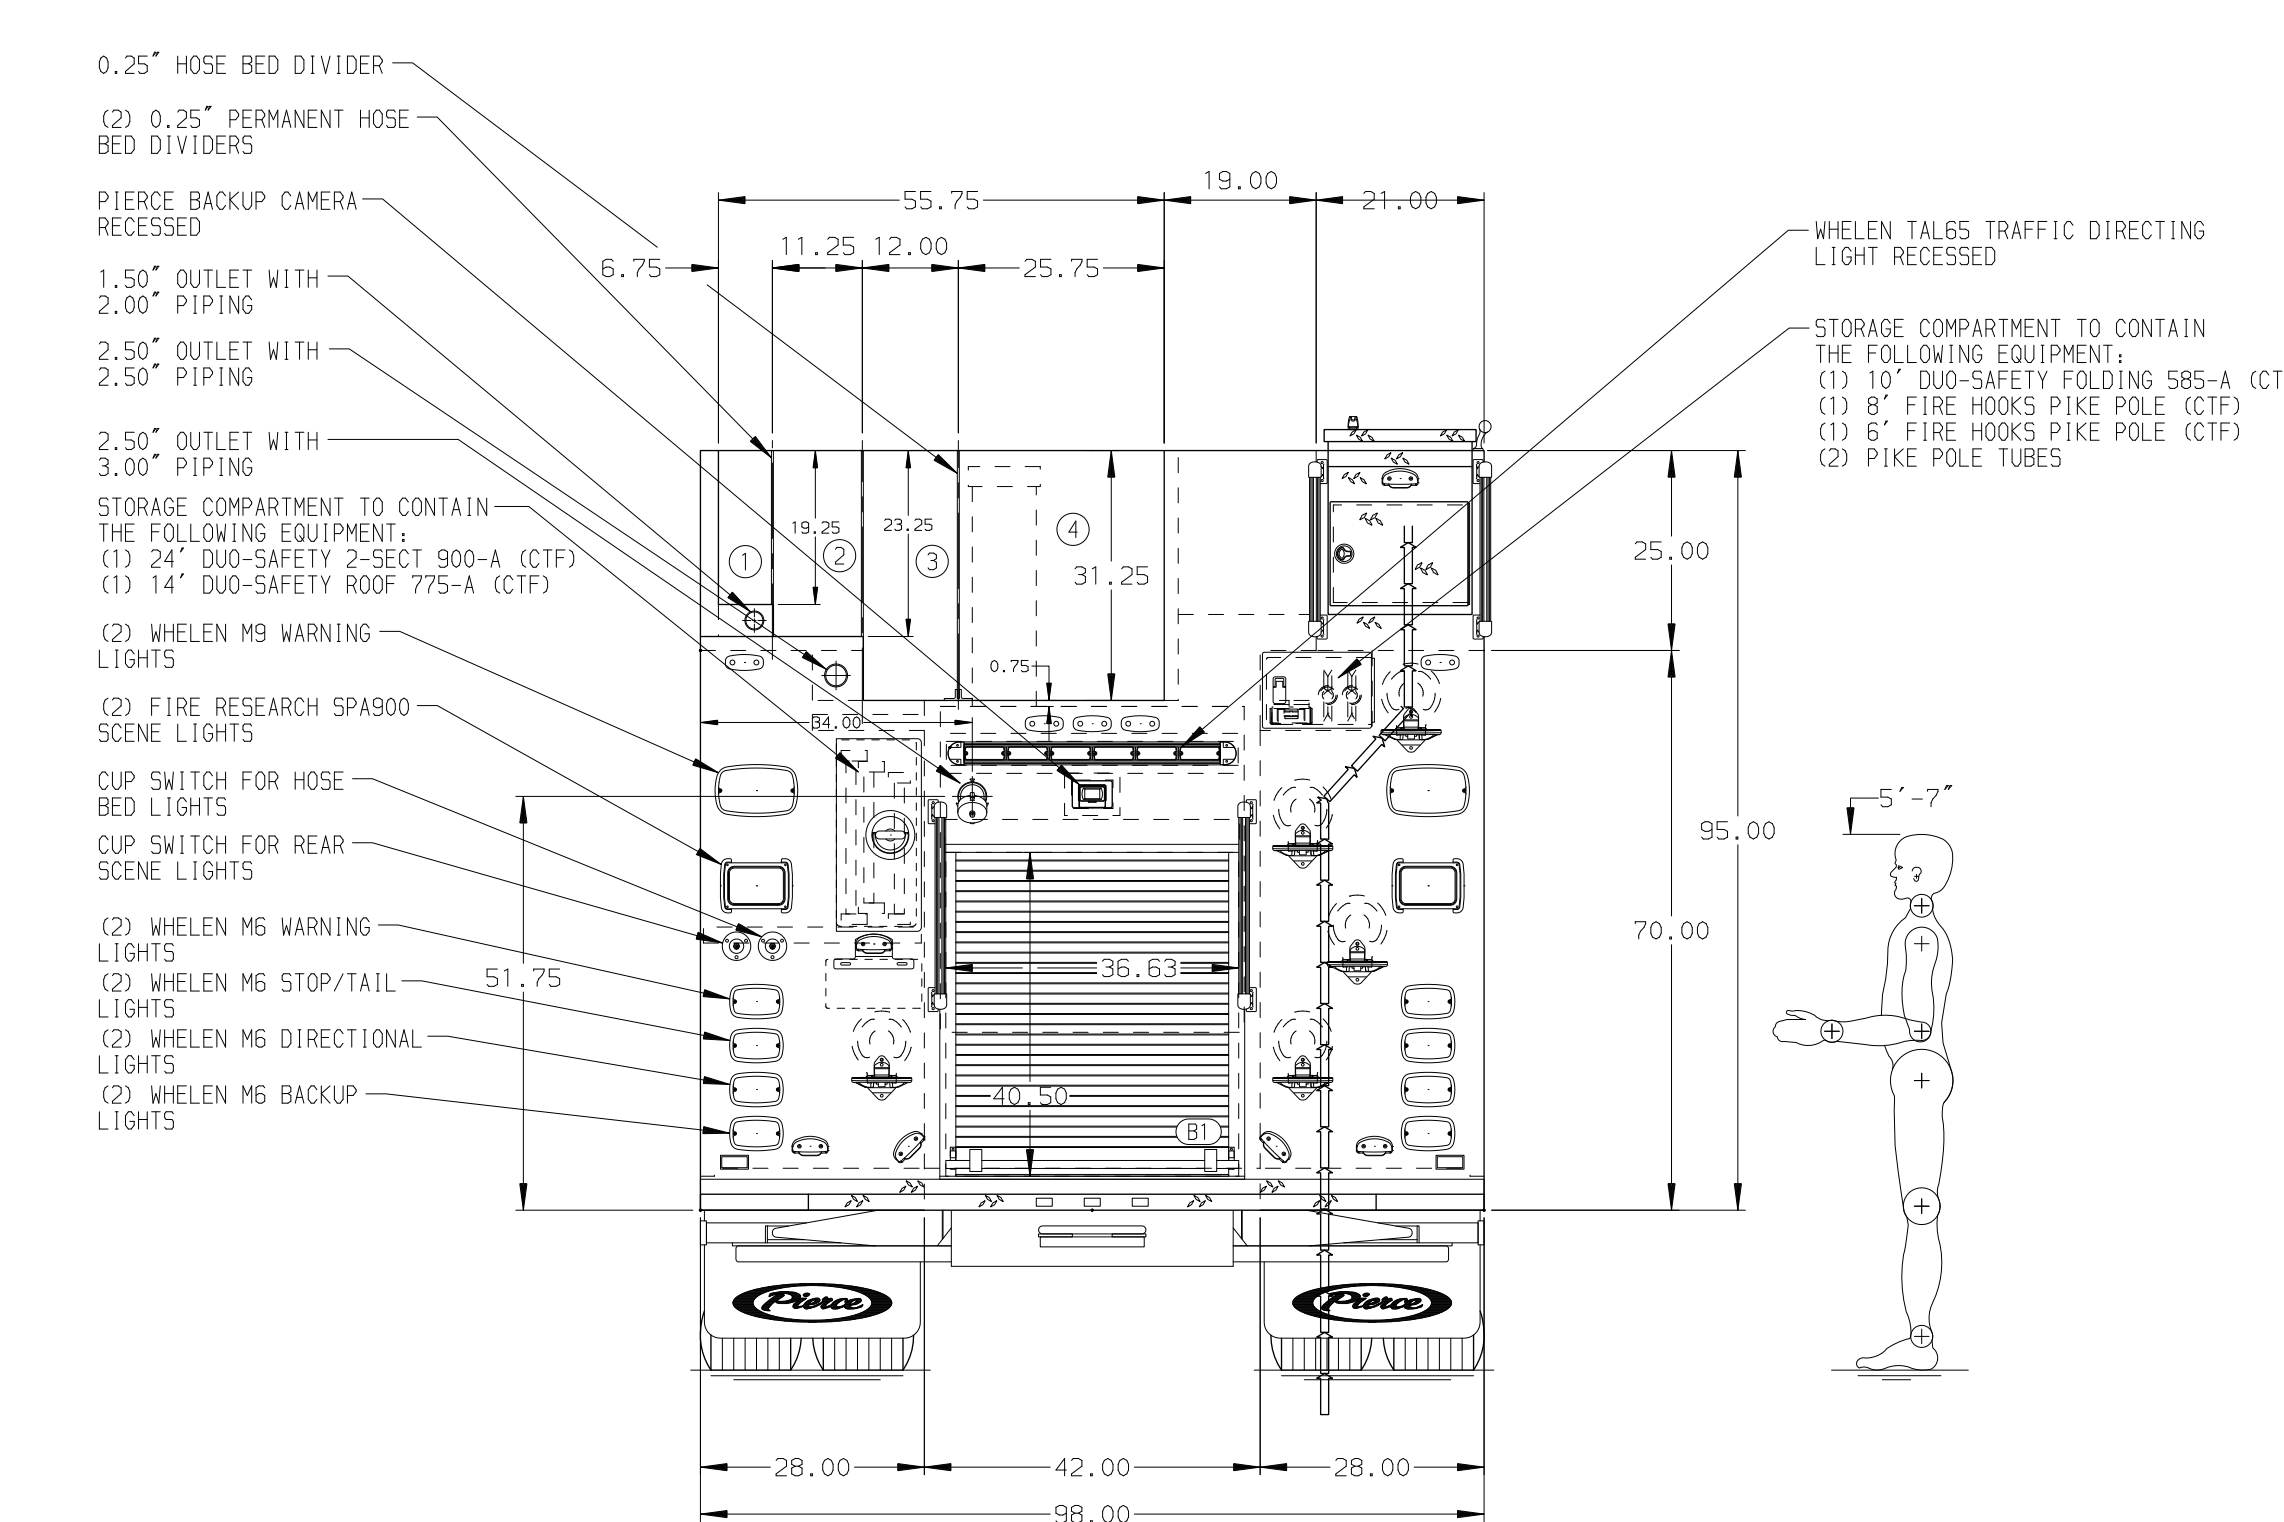 0.25″ HOSE BED DIVIDER
(2) 0.25″ PERMANENT HOSE
BED DIVIDERS
PIERCE BACKUP CAMERA
RECESSED
1.50″ OUTLET WITH
2.00″ PIPING
2.50″ OUTLET WITH
2.50″ PIPING
2.50″ OUTLET WITH
3.00″ PIPING
STORAGE COMPARTMENT TO CONTAIN
THE FOLLOWING EQUIPMENT:
(1) 24′ DUO-SAFETY 2-SECT 900-A (CTF)
(1) 14′ DUO-SAFETY ROOF 775-A (CTF)
(2) WHELEN M9 WARNING
LIGHTS
(2) FIRE RESEARCH SPA900
SCENE LIGHTS
CUP SWITCH FOR HOSE
BED LIGHTS
CUP SWITCH FOR REAR
SCENE LIGHTS
(2) WHELEN M6 WARNING
LIGHTS
(2) WHELEN M6 STOP/TAIL
LIGHTS
(2) WHELEN M6 DIRECTIONAL
LIGHTS
(2) WHELEN M6 BACKUP
LIGHTS
19.00
55.75
21.00
11.25 12.00
6.75
25.75
19.25
23.25
1
2
3
4
31.25
25.00
0.75
34.00
51.75
36.63
40.50
B1
95.00
70.00
Pierce
Pierce
28.00
42.00
28.00
98.00
WHELEN TAL65 TRAFFIC DIRECTING
LIGHT RECESSED
STORAGE COMPARTMENT TO CONTAIN
THE FOLLOWING EQUIPMENT:
(1) 10′ DUO-SAFETY FOLDING 585-A (CT
(1) 8′ FIRE HOOKS PIKE POLE (CTF)
(1) 6′ FIRE HOOKS PIKE POLE (CTF)
(2) PIKE POLE TUBES
5′-7″